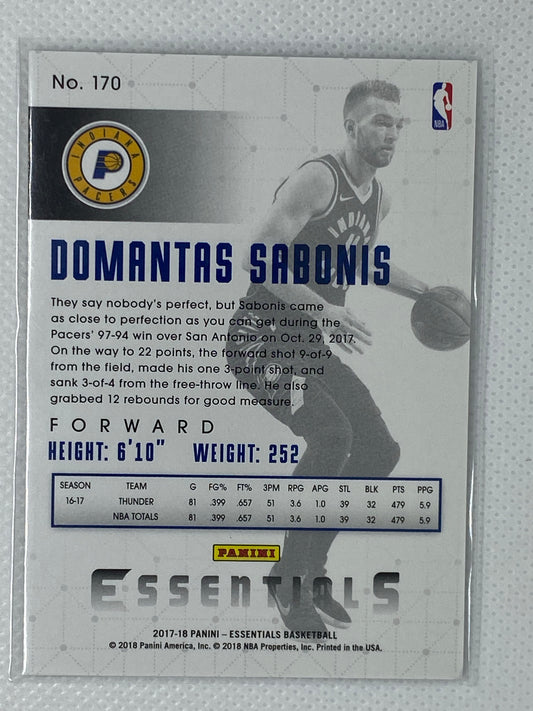 No. 170
NBA
INDIANA
PACERS
P
INDIANA
DOMANTAS SABONIS
They say nobody's perfect, but Sabonis came
as close to perfection as you can get during the
Pacers' 97-94 win over San Antonio on Oct. 29, 2017.
On the way to 22 points, the forward shot 9-of-9
from the field, made his one 3-point shot, and
sank 3-of-4 from the free-throw line. He also
grabbed 12 rebounds for good measure.
FORWARD
HEIGHT: 6'10" WEIGHT: 252
SEASON TEAM G FG% FT% 3PM RPG APG STL BLK PTS PPG
16-17 THUNDER 81 .399 .657 51 3.6 1.0 39 32 479 5.9
NBA TOTALS 81 .399 .657 51 3.6 1.0 39 32 479 5.9
PANINI
ESSENTIALS
2017-18 PANINI – ESSENTIALS BASKETBALL
© 2018 Panini America, Inc. © 2018 NBA Properties, Inc. Printed in the USA.